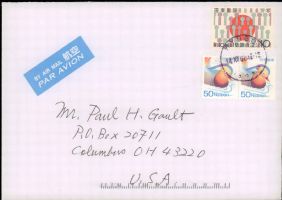 航空
BY AIR MAIL
PAR AVION
50
50
Mr. Paul H. Gault
P.O. Box 20711
Columbus OH 43220
U.S.A